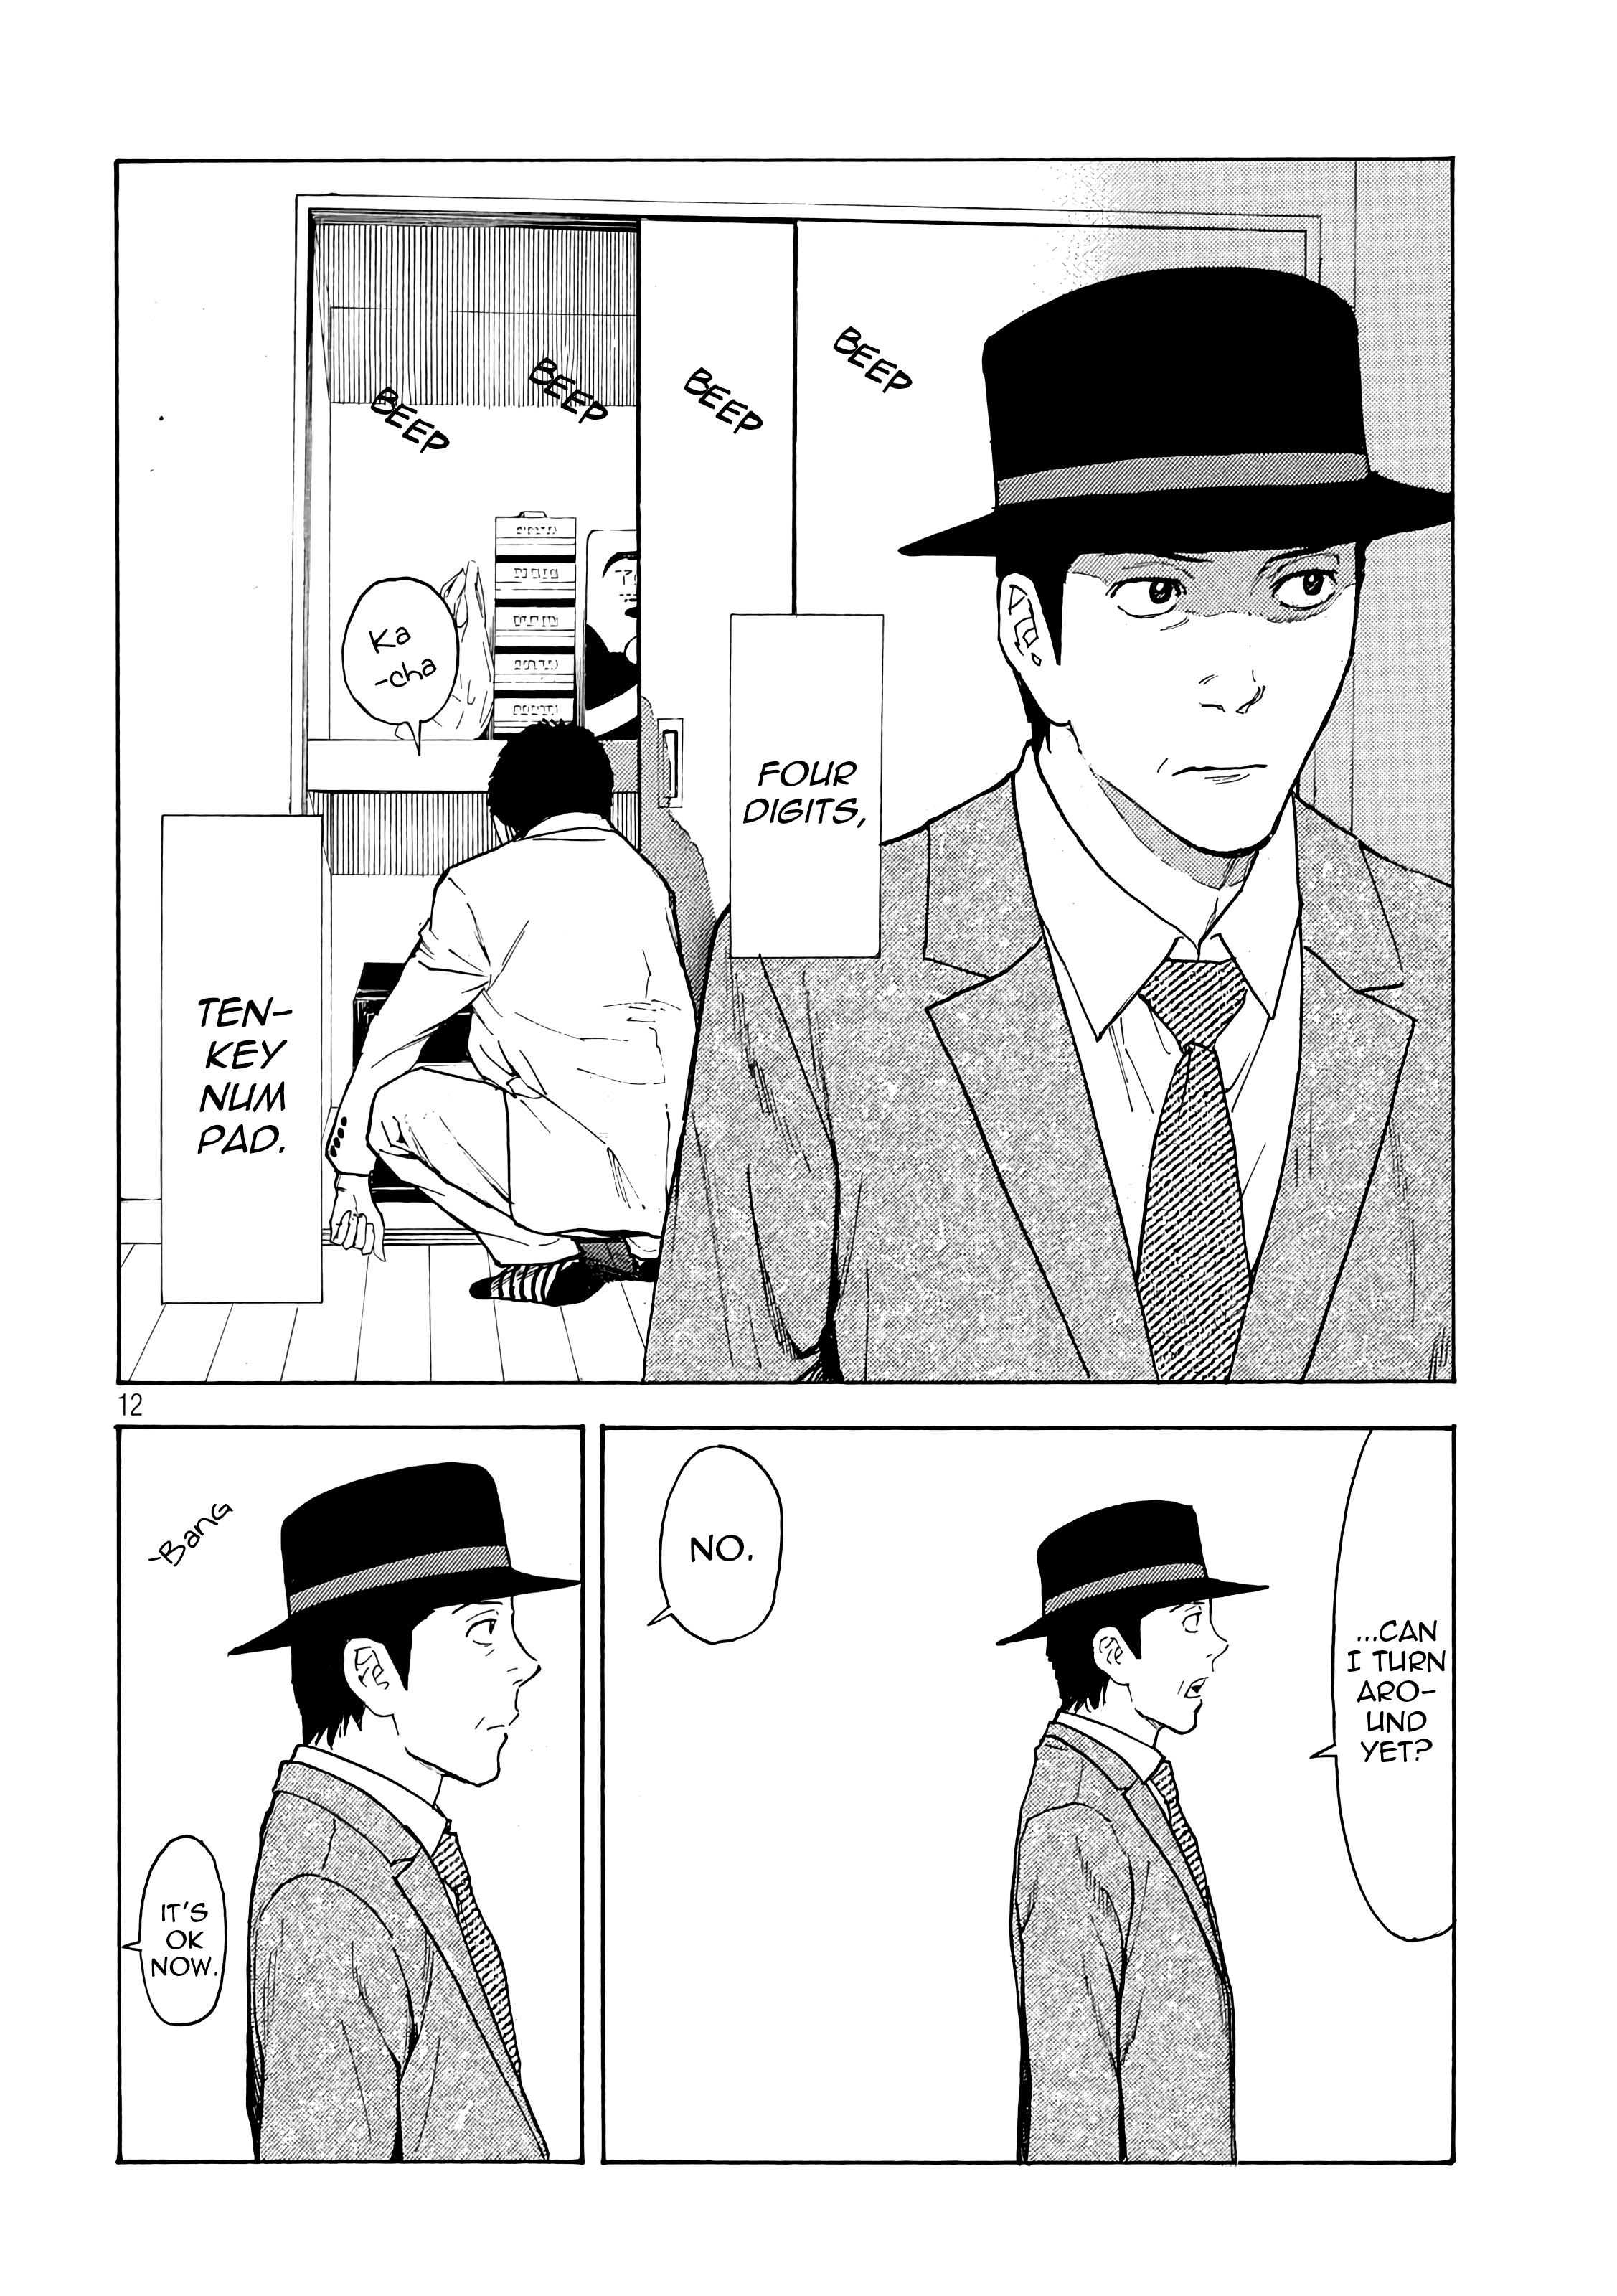 BEEP
BEEP
BEEP
BEEP
FOUR
DIGITS,
Ka
-cha
TEN-
KEY
NUM
PAD.
12
...CAN
I TURN
ARO-
UND
YET?
NO.
-Bang
IT'S
OK
NOW.